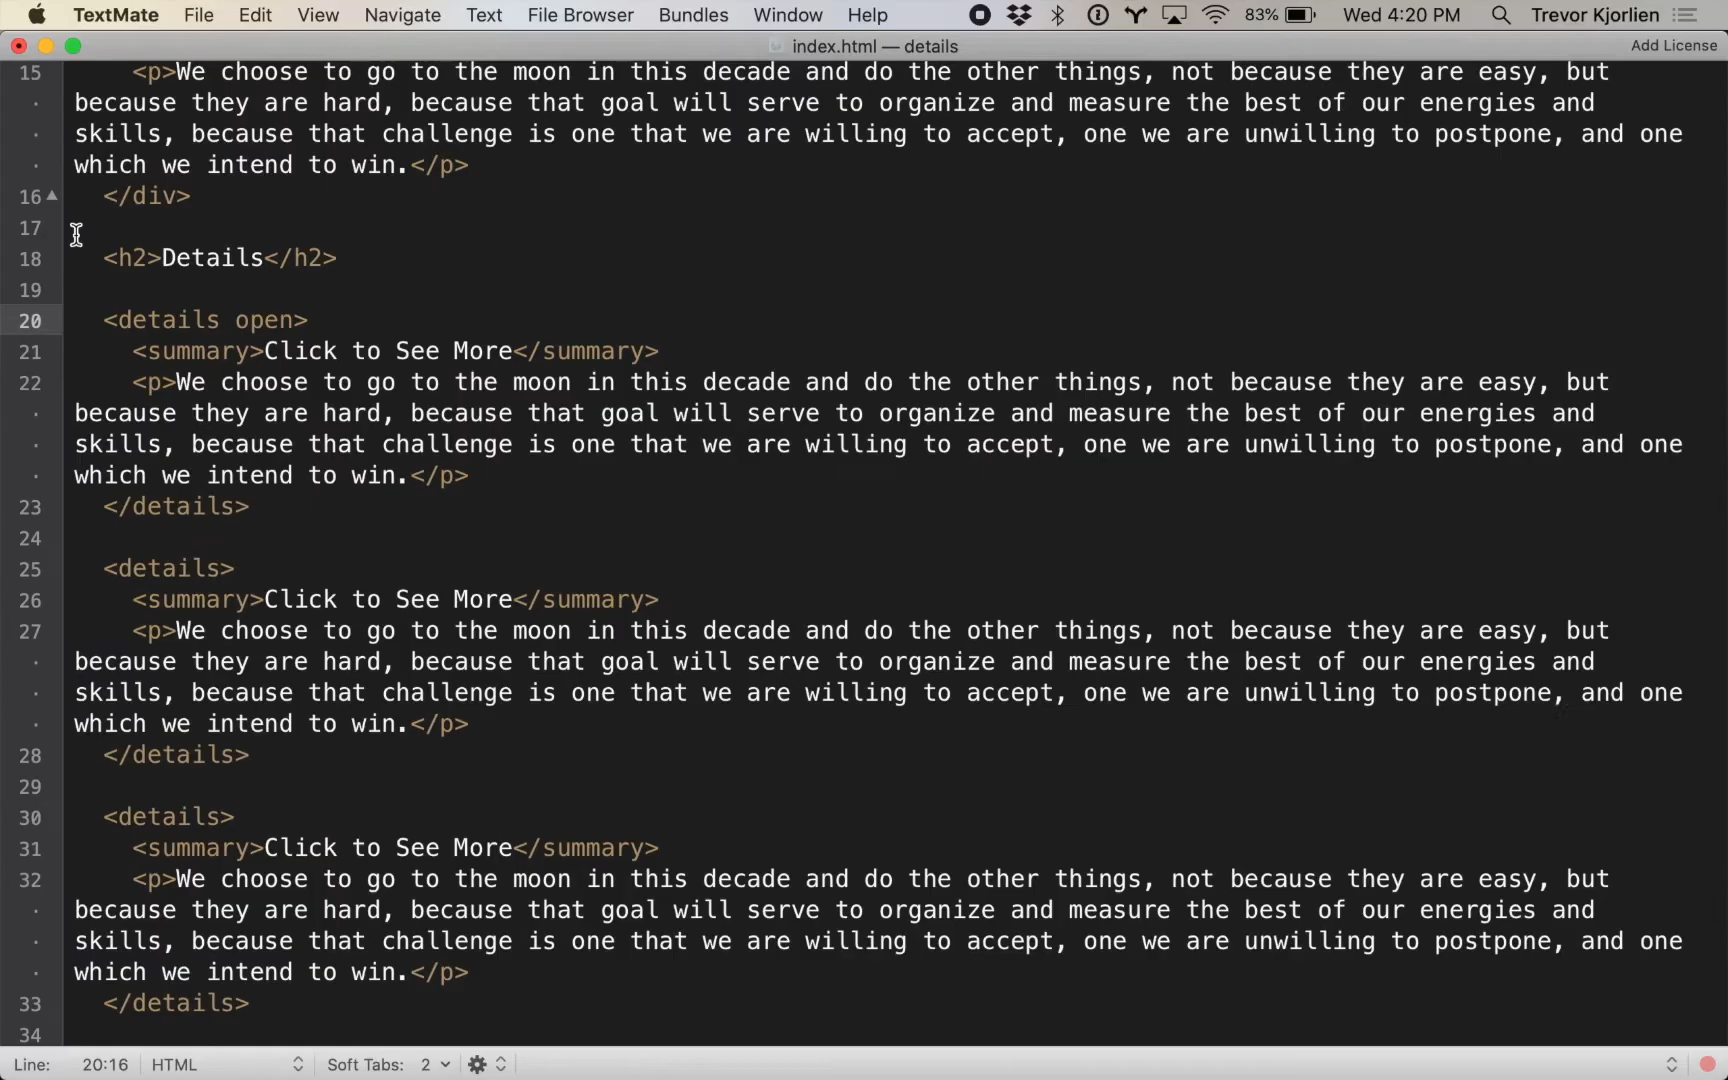 TextMate File Edit View Navigate Text File Browser Bundles Window Help 83% Wed 4:20 PM Trevor Kjorlien
index.html — details Add License
15 <p>We choose to go to the moon in this decade and do the other things, not because they are easy, but
because they are hard, because that goal will serve to organize and measure the best of our energies and
skills, because that challenge is one that we are willing to accept, one we are unwilling to postpone, and one
which we intend to win.</p>
16 </div>
17
18 <h2>Details</h2>
19
20 <details open>
21 <summary>Click to See More</summary>
22 <p>We choose to go to the moon in this decade and do the other things, not because they are easy, but
because they are hard, because that goal will serve to organize and measure the best of our energies and
skills, because that challenge is one that we are willing to accept, one we are unwilling to postpone, and one
which we intend to win.</p>
23 </details>
24
25 <details>
26 <summary>Click to See More</summary>
27 <p>We choose to go to the moon in this decade and do the other things, not because they are easy, but
because they are hard, because that goal will serve to organize and measure the best of our energies and
skills, because that challenge is one that we are willing to accept, one we are unwilling to postpone, and one
which we intend to win.</p>
28 </details>
29
30 <details>
31 <summary>Click to See More</summary>
32 <p>We choose to go to the moon in this decade and do the other things, not because they are easy, but
because they are hard, because that goal will serve to organize and measure the best of our energies and
skills, because that challenge is one that we are willing to accept, one we are unwilling to postpone, and one
which we intend to win.</p>
33 </details>
34
Line: 20:16 HTML Soft Tabs: 2